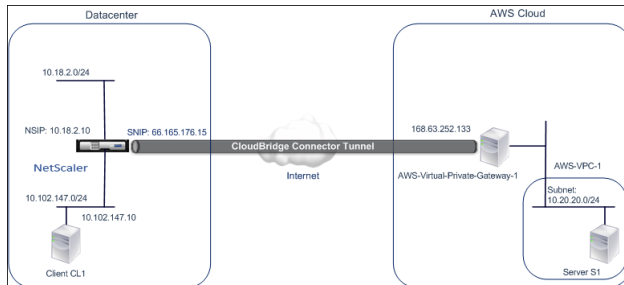 Datacenter
AWS Cloud
10.18.2.0/24
NSIP: 10.18.2.10
SNIP: 66.165.176.15
168.63.252.133
CloudBridge Connector Tunnel
NetScaler
Internet
AWS-Virtual-Private-Gateway-1
AWS-VPC-1
10.102.147.0/24
10.102.147.10
Subnet:
10.20.20.0/24
Client CL1
Server S1